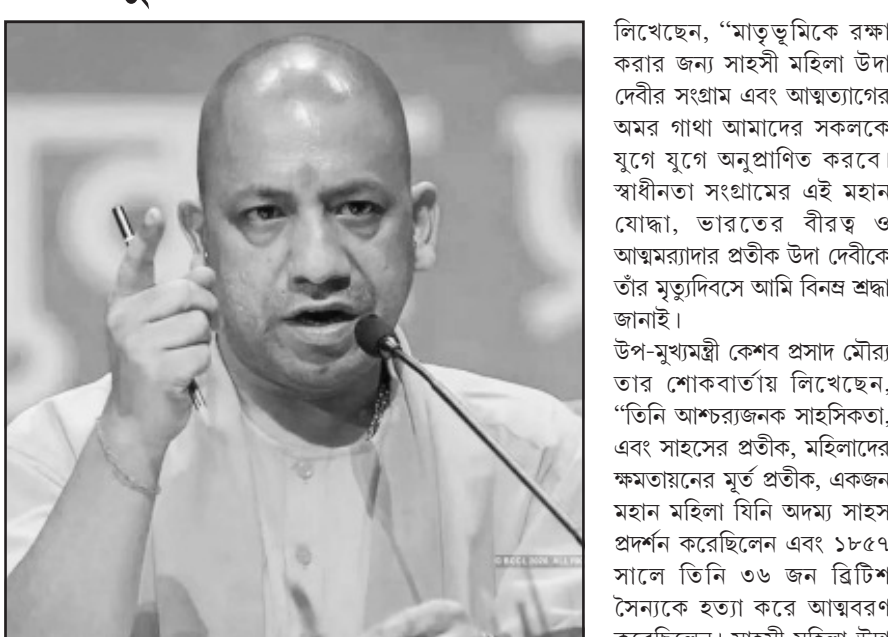 লিখেছেন, “মাতৃভূমিকে রক্ষা
করার জন্য সাহসী মহিলা উদা
দেবীর সংগ্রাম এবং আত্মত্যাগের
অমর গাথা আমাদের সকলকে
যুগে যুগে অনুপ্রাণিত করবে।
স্বাধীনতা সংগ্রামের এই মহান
যোদ্ধা, ভারতের বীরত্ব ও
আত্মমর‍্যাদার প্রতীক উদা দেবীকে
তাঁর মৃত্যুদিবসে আমি বিনম্র শ্রদ্ধা
জানাই।
উপ-মুখ্যমন্ত্রী কেশব প্রসাদ মৌর‍্য
তার শোকবার্তায় লিখেছেন,
“তিনি আশ্চর‍্যজনক সাহসিকতা,
এবং সাহসের প্রতীক, মহিলাদের
ক্ষমতায়নের মূর্ত প্রতীক, একজন
মহান মহিলা যিনি অদম্য সাহস
প্রদর্শন করেছিলেন এবং ১৮৫৭
সালে তিনি ৩৬ জন ব্রিটিশ
সৈন্যকে হত্যা করে আত্মবরণ